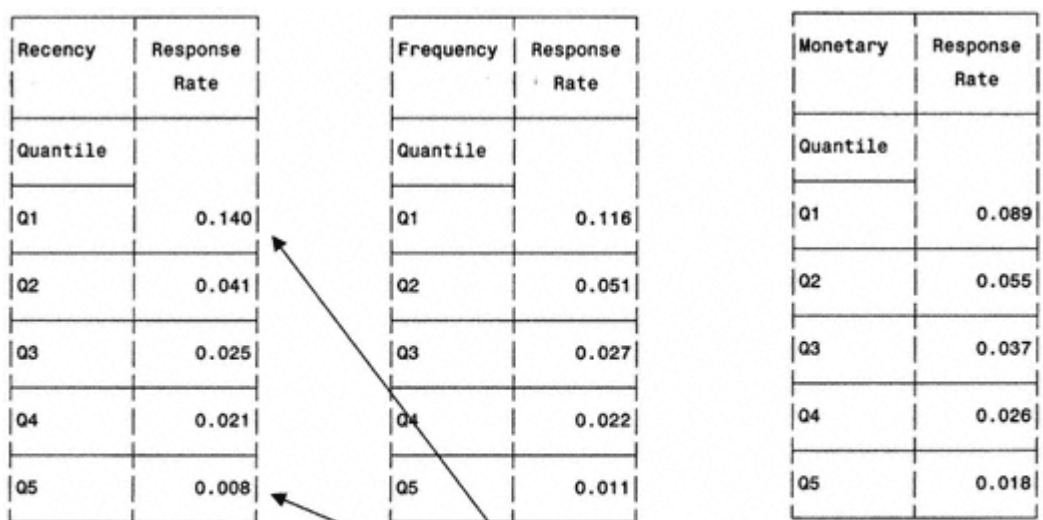 Recency Response
Rate
Quantile
Q1 0.140
Q2 0.041
Q3 0.025
Q4 0.021
Q5 0.008
Frequency Response
Rate
Quantile
Q1 0.116
Q2 0.051
Q3 0.027
Q4 0.022
Q5 0.011
Monetary Response
Rate
Quantile
Q1 0.089
Q2 0.055
Q3 0.037
Q4 0.026
Q5 0.018